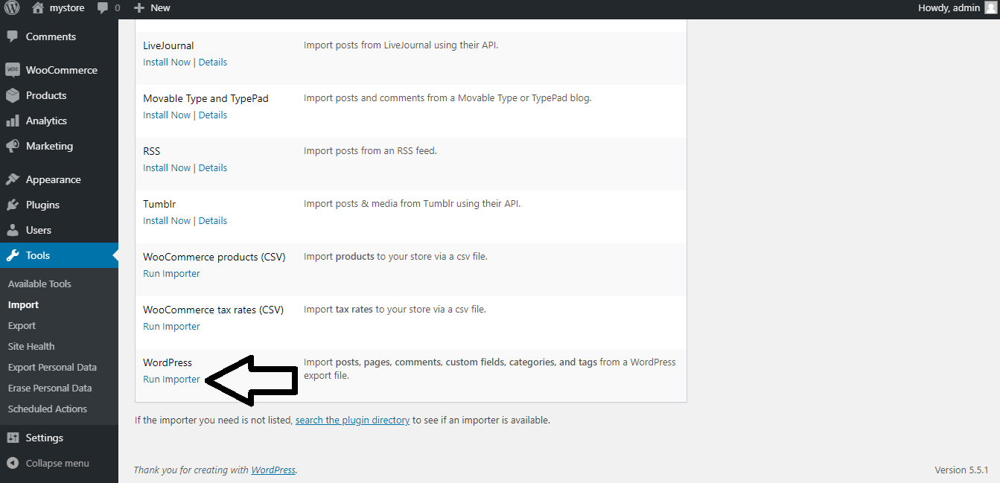 mystore 0 New Howdy, admin
Comments
WooCommerce
Products
Analytics
Marketing
Appearance
Plugins
Users
Tools
Available Tools
Import
Export
Site Health
Export Personal Data
Erase Personal Data
Scheduled Actions
Settings
Collapse menu
LiveJournal Import posts from LiveJournal using their API.
Install Now | Details
Movable Type and TypePad Import posts and comments from a Movable Type or TypePad blog.
Install Now | Details
RSS Import posts from an RSS feed.
Install Now | Details
Tumblr Import posts & media from Tumblr using their API.
Install Now | Details
WooCommerce products (CSV) Import products to your store via a csv file.
Run Importer
WooCommerce tax rates (CSV) Import tax rates to your store via a csv file.
Run Importer
WordPress Import posts, pages, comments, custom fields, categories, and tags from a WordPress
Run Importer export file.
If the importer you need is not listed, search the plugin directory to see if an importer is available.
Thank you for creating with WordPress. Version 5.5.1